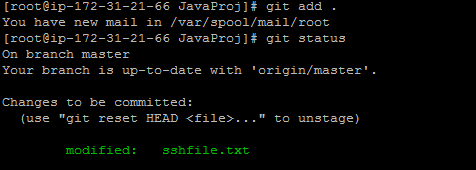 [root@ip-172-31-21-66 JavaProj]# git add .
You have new mail in /var/spool/mail/root
[root@ip-172-31-21-66 JavaProj]# git status
On branch master
Your branch is up-to-date with 'origin/master'.
Changes to be committed:
(use "git reset HEAD <file>..." to unstage)
modified: sshfile.txt